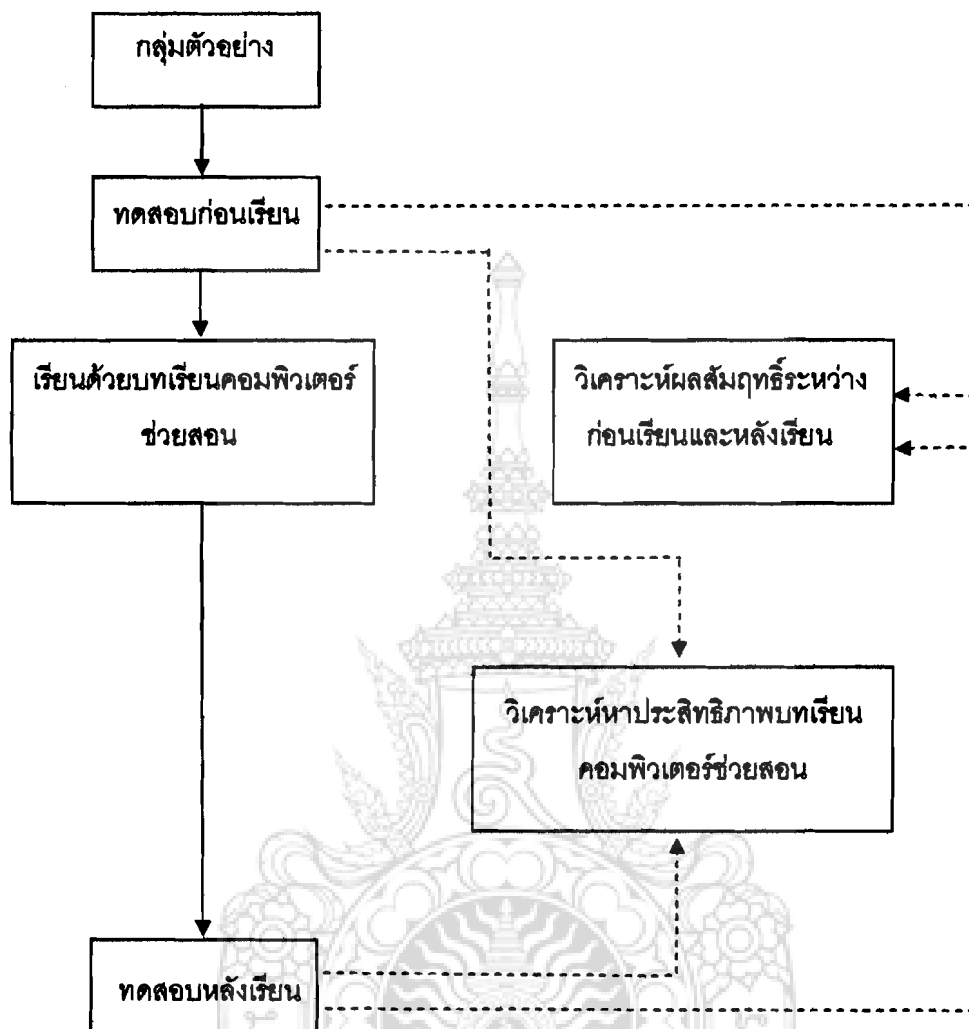 กลุ่มตัวอย่าง
ทดสอบก่อนเรียน
เรียนด้วยบทเรียนคอมพิวเตอร์
ช่วยสอน
วิเคราะห์ผลสัมฤทธิ์ระหว่าง
ก่อนเรียนและหลังเรียน
วิเคราะห์หาประสิทธิภาพบทเรียน
คอมพิวเตอร์ช่วยสอน
ทดสอบหลังเรียน